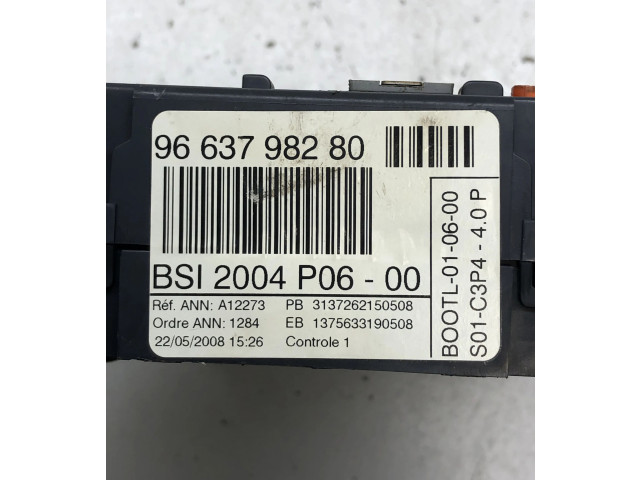 96 637 982 80
BSI 2004 P06 - 00
Réf. ANN: A12273 PB 3137262150508
Ordre ANN: 1284 EB 1375633190508
22/05/2008 15:26 Controle 1
BOOTL-01-06-00
S01-C3P4 - 4.0 P